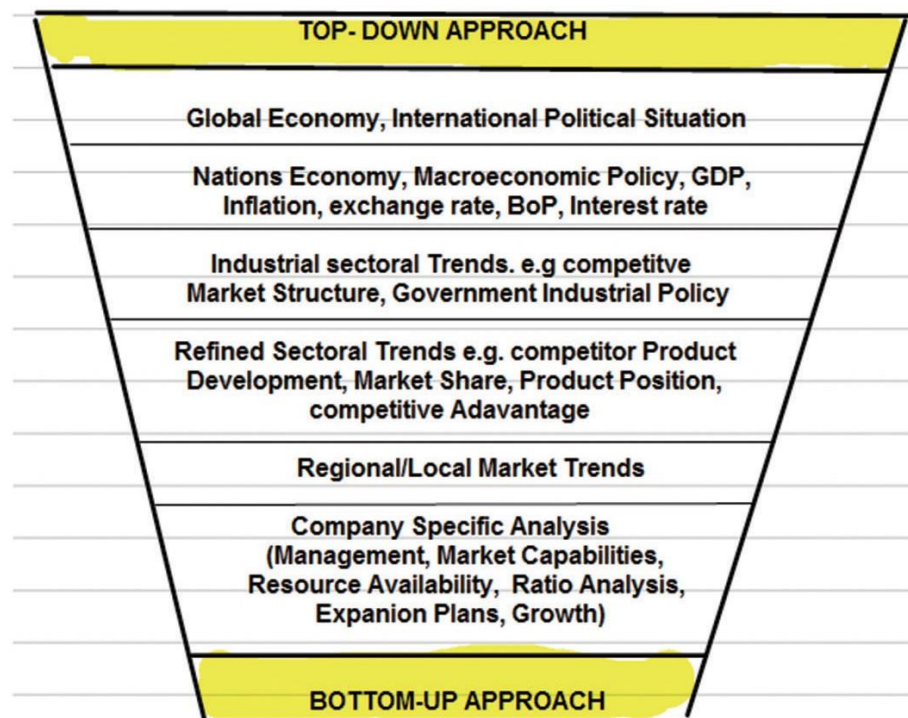 TOP- DOWN APPROACH
Global Economy, International Political Situation
Nations Economy, Macroeconomic Policy, GDP,
Inflation, exchange rate, BoP, Interest rate
Industrial sectoral Trends. e.g competitve
Market Structure, Government Industrial Policy
Refined Sectoral Trends e.g. competitor Product
Development, Market Share, Product Position,
competitive Adavantage
Regional/Local Market Trends
Company Specific Analysis
(Management, Market Capabilities,
Resource Availability, Ratio Analysis,
Expanion Plans, Growth)
BOTTOM-UP APPROACH